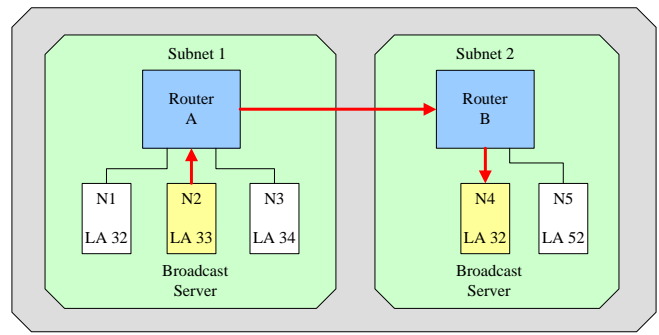 Subnet 1
Subnet 2
Router
A
Router
B
N1
LA 32
N2
LA 33
N3
LA 34
N4
LA 32
N5
LA 52
Broadcast
Server
Broadcast
Server